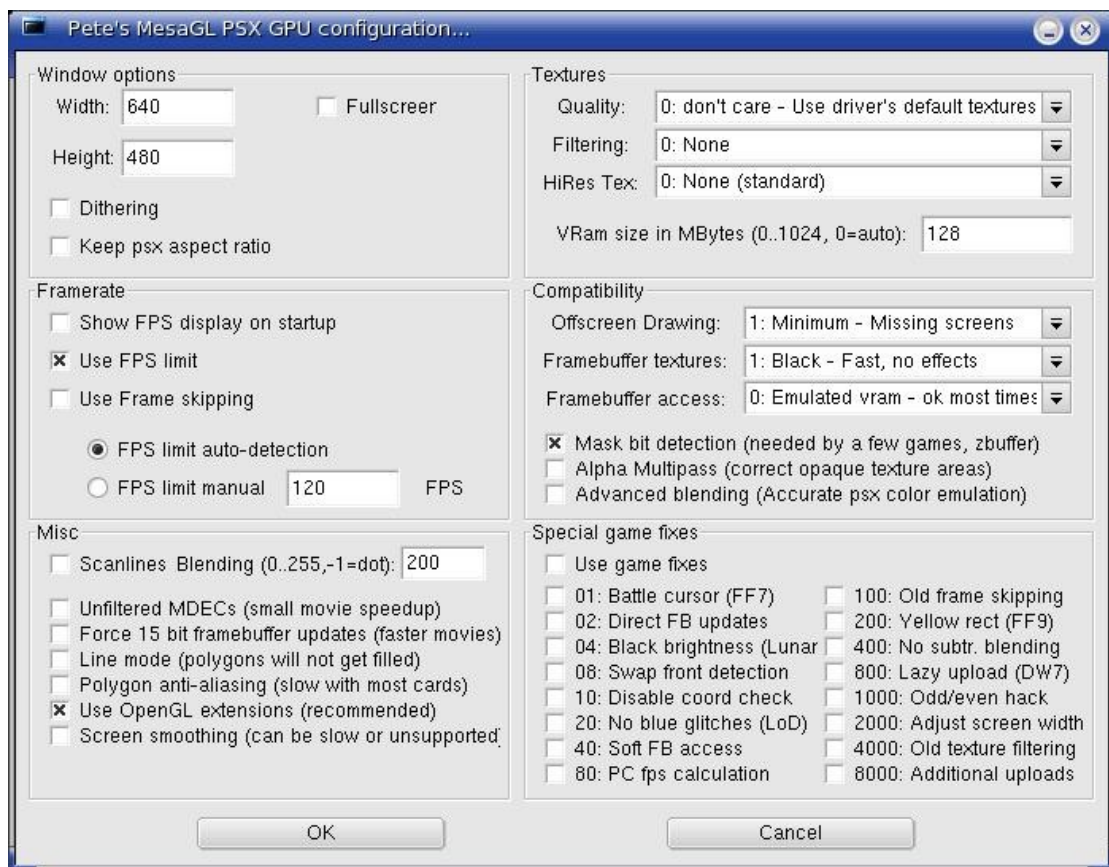 Pete's MesaGL PSX GPU configuration...
Window options
Width: 640
Fullscreer
Height: 480
Dithering
Keep psx aspect ratio
Textures
Quality: 0: don't care - Use driver's default textures
Filtering: 0: None
HiRes Tex: 0: None (standard)
VRam size in MBytes (0..1024, 0=auto): 128
Framerate
Show FPS display on startup
Use FPS limit
Use Frame skipping
FPS limit auto-detection
FPS limit manual 120 FPS
Compatibility
Offscreen Drawing: 1: Minimum - Missing screens
Framebuffer textures: 1: Black - Fast, no effects
Framebuffer access: 0: Emulated vram - ok most times
Mask bit detection (needed by a few games, zbuffer)
Alpha Multipass (correct opaque texture areas)
Advanced blending (Accurate psx color emulation)
Misc
Scanlines Blending (0..255,-1=dot): 200
Unfiltered MDECs (small movie speedup)
Force 15 bit framebuffer updates (faster movies)
Line mode (polygons will not get filled)
Polygon anti-aliasing (slow with most cards)
Use OpenGL extensions (recommended)
Screen smoothing (can be slow or unsupported)
Special game fixes
Use game fixes
01: Battle cursor (FF7)
02: Direct FB updates
04: Black brightness (Lunar
08: Swap front detection
10: Disable coord check
20: No blue glitches (LoD)
40: Soft FB access
80: PC fps calculation
100: Old frame skipping
200: Yellow rect (FF9)
400: No subtr. blending
800: Lazy upload (DW7)
1000: Odd/even hack
2000: Adjust screen width
4000: Old texture filtering
8000: Additional uploads
OK
Cancel